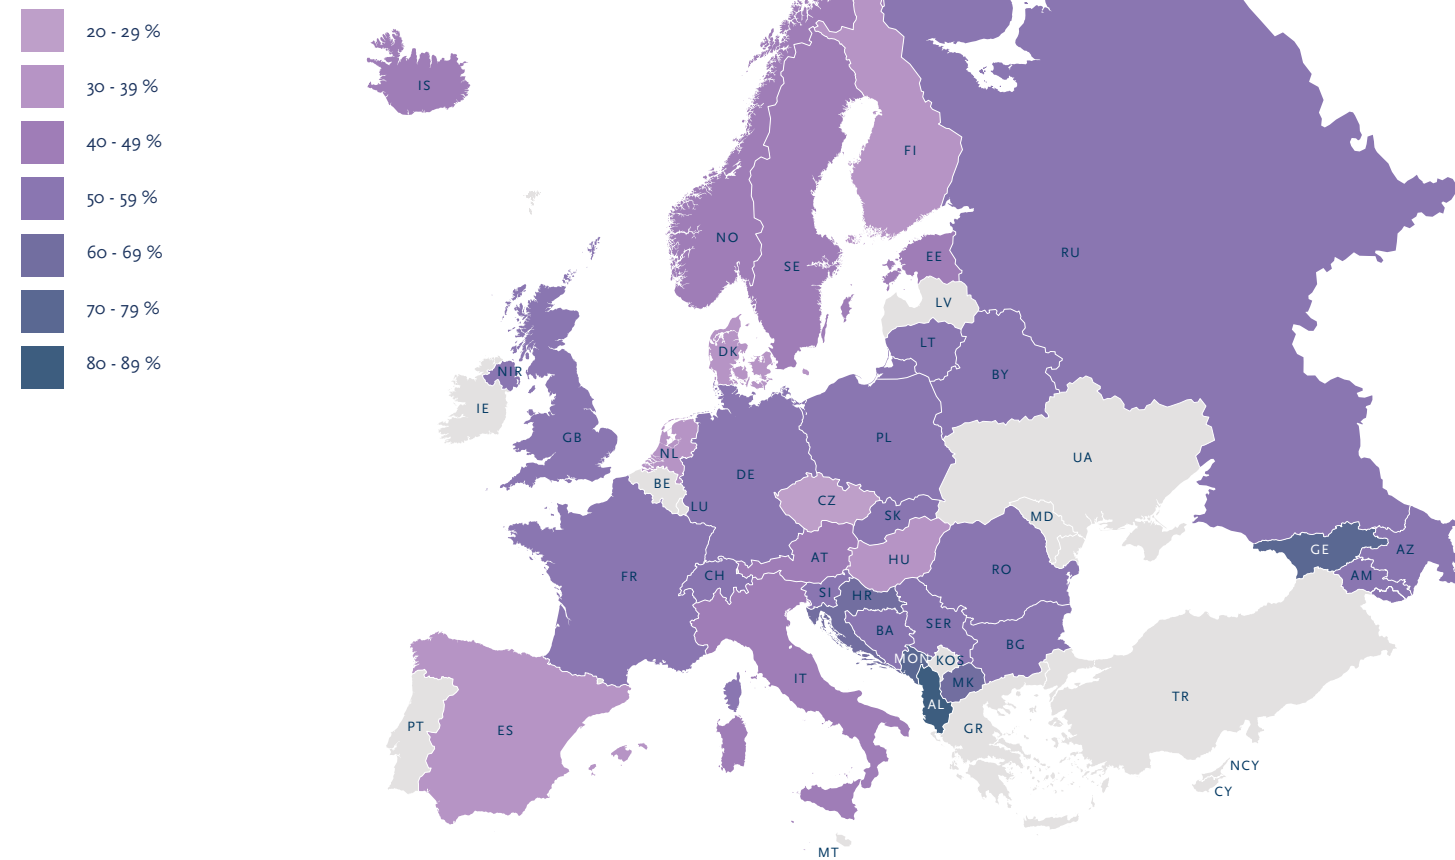 20 - 29 %
30 - 39 %
40 - 49 %
50 - 59 %
60 - 69 %
70 - 79 %
80 - 89 %
IS
FI
NO
SE
EE
RU
LV
LT
DK
NIR
BY
IE
GB
PL
NL
UA
BE
DE
LU
CZ
SK
MD
AT
HU
GE
AZ
FR
CH
RO
AM
SI
HR
BA
SER
BG
MON
KOS
IT
MK
AL
TR
PT
ES
GR
NCY
CY
MT